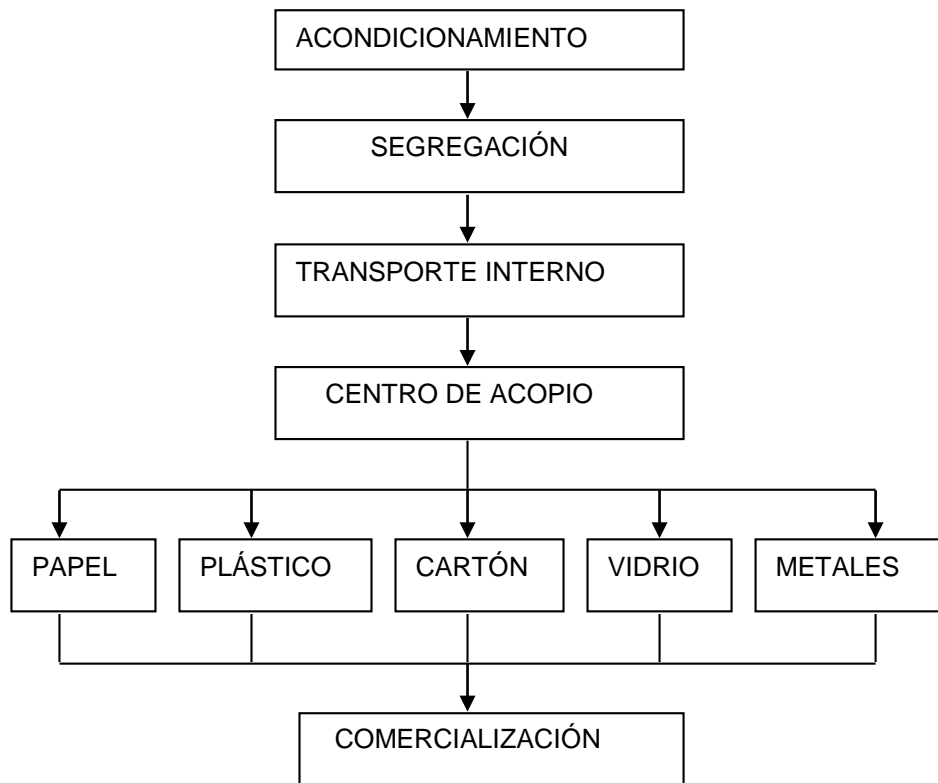 ACONDICIONAMIENTO
SEGREGACIÓN
TRANSPORTE INTERNO
CENTRO DE ACOPIO
PAPEL
PLÁSTICO
CARTÓN
VIDRIO
METALES
COMERCIALIZACIÓN